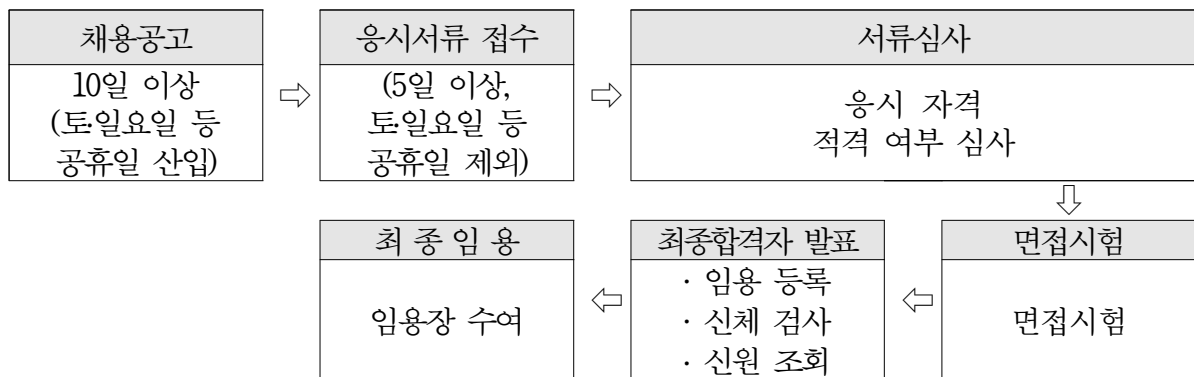 채용공고
10일 이상
(토·일요일 등
공휴일 산입)
⇨
응시서류 접수
(5일 이상,
토·일요일 등
공휴일 제외)
⇨
서류심사
응시 자격
적격 여부 심사
⇩
면접시험
면접시험
⇦
최종합격자 발표
· 임용 등록
· 신체 검사
· 신원 조회
⇦
최 종 임 용
임용장 수여